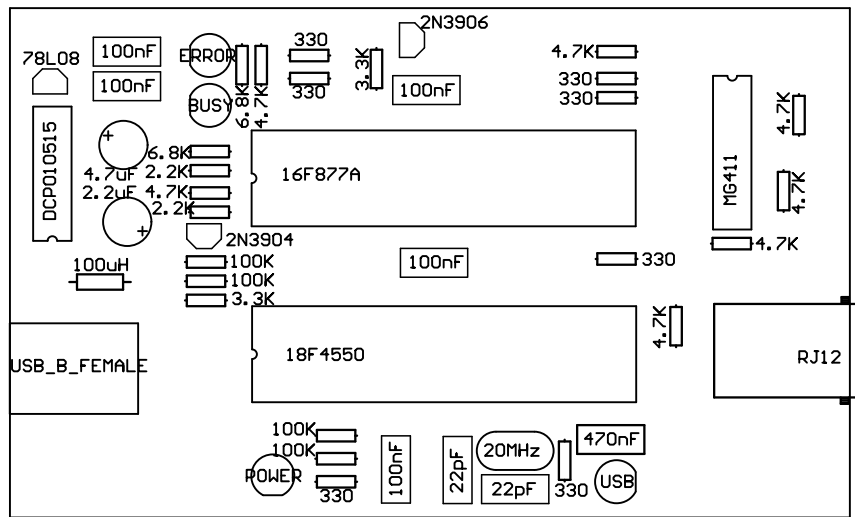 2N3906
78L08
100nF
ERROR
330
4.7K
3.3K
100nF
330
330
BUSY
100nF
330
6.8K
4.7K
4.7K
DCP010515
+
6.8K
4.7uF
2.2K
16F877A
MG411
4.7K
2.2uF
4.7K
2.2K
+
2N3904
4.7K
100uH
100K
100nF
330
100K
3.3K
4.7K
USB_B_FEMALE
18F4550
RJ12
100K
100K
POWER
330
100nF
22pF
20MHz
22pF
330
470nF
USB